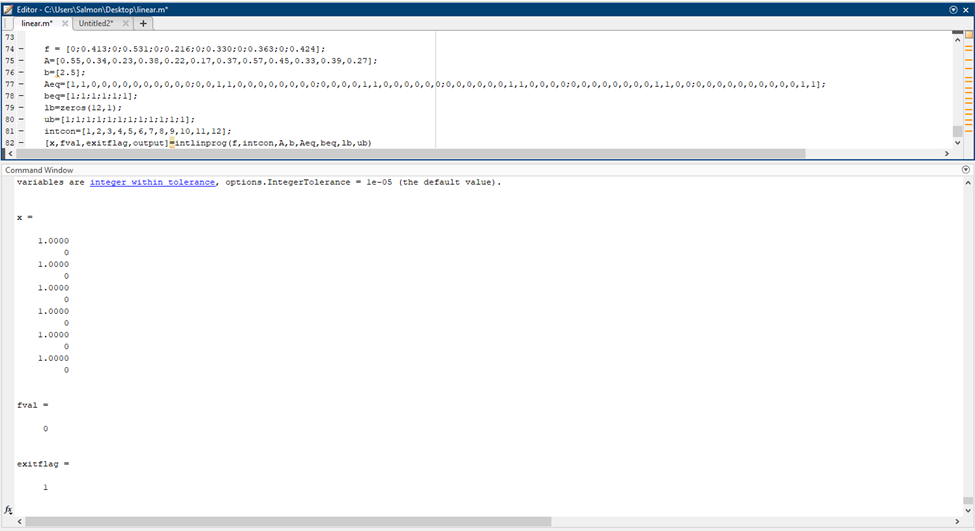 Editor - C:\Users\Salmon\Desktop\linear.m*
linear.m* Untitled2*
73
74 - f = [0;0.413;0;0.531;0;0.216;0;0.330;0;0.363;0;0.424];
75 - A=[0.55,0.34,0.23,0.38,0.22,0.17,0.37,0.57,0.45,0.33,0.39,0.27];
76 - b=[2.5];
77 - Aeq=[1,1,0,0,0,0,0,0,0,0,0,0;0,0,1,1,0,0,0,0,0,0,0,0;0,0,0,0,1,1,0,0,0,0,0,0;0,0,0,0,0,0,1,1,0,0,0,0;0,0,0,0,0,0,0,0,1,1,0,0;0,0,0,0,0,0,0,0,0,0,1,1];
78 - beq=[1;1;1;1;1;1];
79 - lb=zeros(12,1);
80 - ub=[1;1;1;1;1;1;1;1;1;1;1;1];
81 - intcon=[1,2,3,4,5,6,7,8,9,10,11,12];
82 - [x,fval,exitflag,output]=intlinprog(f,intcon,A,b,Aeq,beq,lb,ub)
Command Window
variables are integer within tolerance, options.IntegerTolerance = 1e-05 (the default value).
x =
1.0000
0
1.0000
0
1.0000
0
1.0000
0
1.0000
0
1.0000
0
fval =
0
exitflag =
1
fx